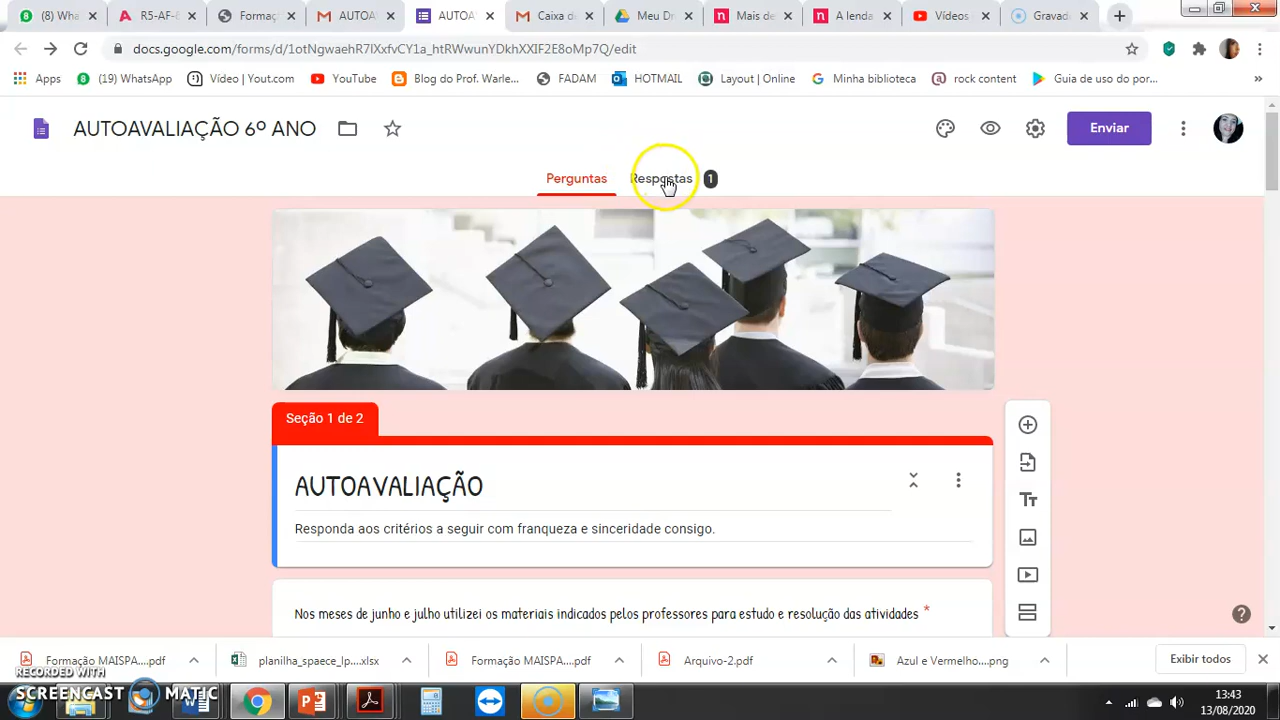 (8) Wha
R5-AF-6
Formaç
AUTOA
AUTOA
Caixa d
Meu Dr
Mais de
A lenda
Vídeos
Gravad
docs.google.com/forms/d/1otNgwaehR7lXxfvCY1a_htRWwunYDkhXXIF2E8oMp7Q/edit
Apps
(19) WhatsApp
Vídeo | Yout.com
YouTube
Blog do Prof. Warle...
FADAM
HOTMAIL
Layout | Online
Minha biblioteca
rock content
Guia de uso do por...
AUTOAVALIAÇÃO 6º ANO
Enviar
Perguntas
Respostas
1
Seção 1 de 2
AUTOAVALIAÇÃO
Responda aos critérios a seguir com franqueza e sinceridade consigo.
Nos meses de junho e julho utilizei os materiais indicados pelos professores para estudo e resolução das atividades *
Formação MAISPA....pdf
planilha_spaece_lp....xlsx
Formação MAISPA....pdf
Arquivo-2.pdf
Azul e Vermelho....png
Exibir todos
RECORDED WITH
SCREENCAST MATIC
13:43
13/08/2020